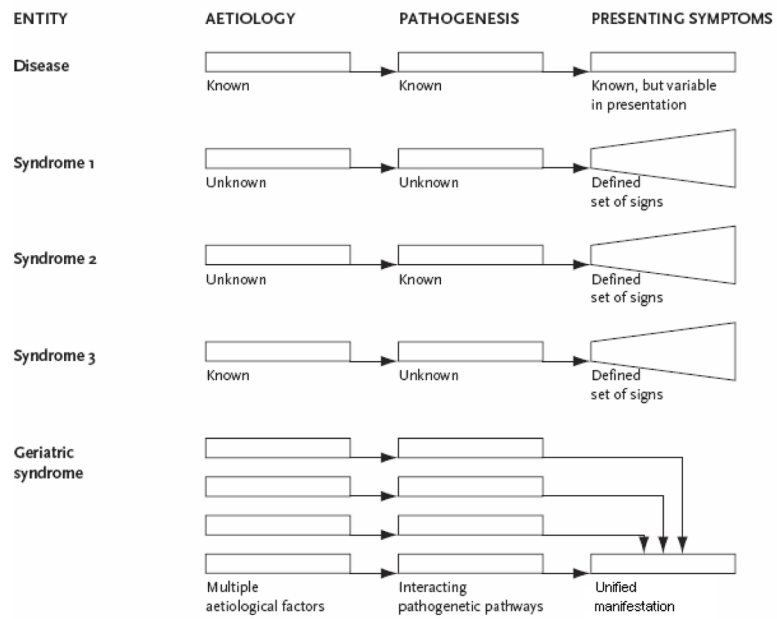 ENTITY AETIOLOGY PATHOGENESIS PRESENTING SYMPTOMS
Disease
Known Known Known, but variable
in presentation
Syndrome 1
Unknown Unknown Defined
set of signs
Syndrome 2
Unknown Known Defined
set of signs
Syndrome 3
Known Unknown Defined
set of signs
Geriatric
syndrome
Multiple Interacting Unified
aetiological factors pathogenetic pathways manifestation